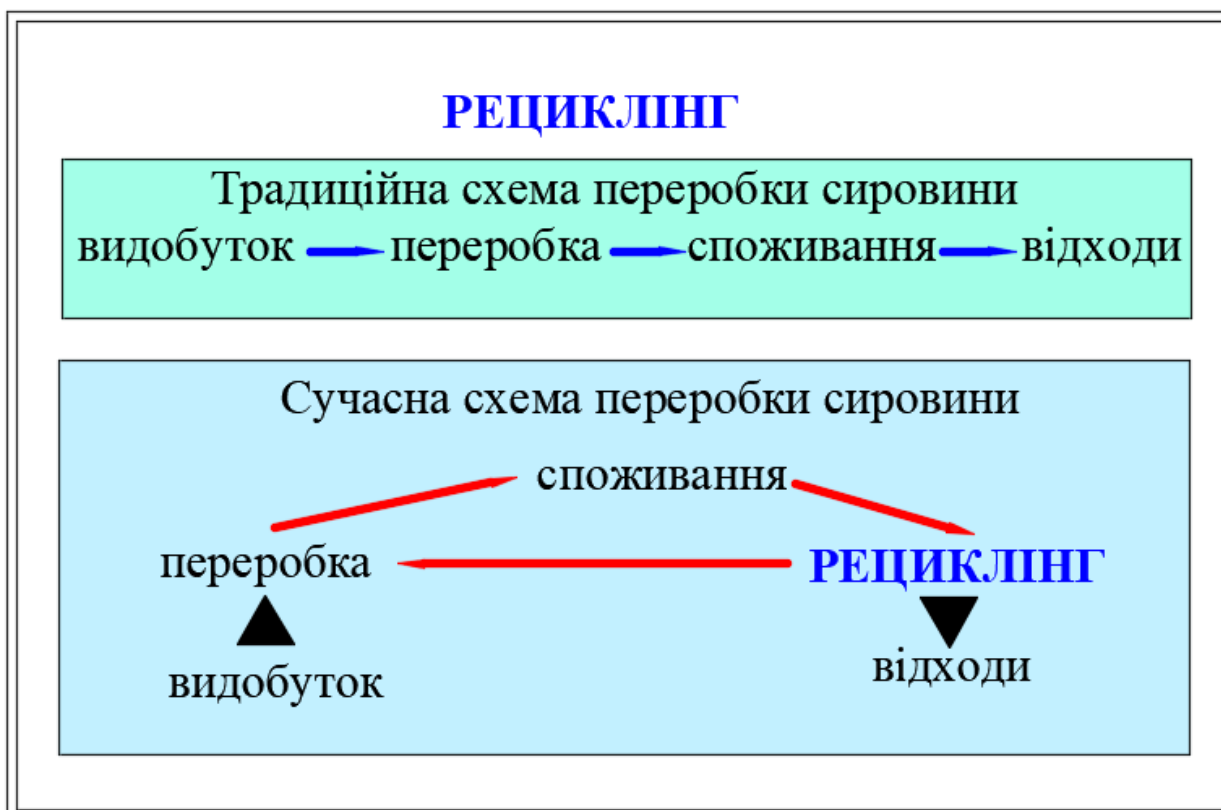 РЕЦИКЛІНГ
Традиційна схема переробки сировини
видобуток переробка споживання відходи
Сучасна схема переробки сировини
споживання
переробка РЕЦИКЛІНГ
видобуток відходи